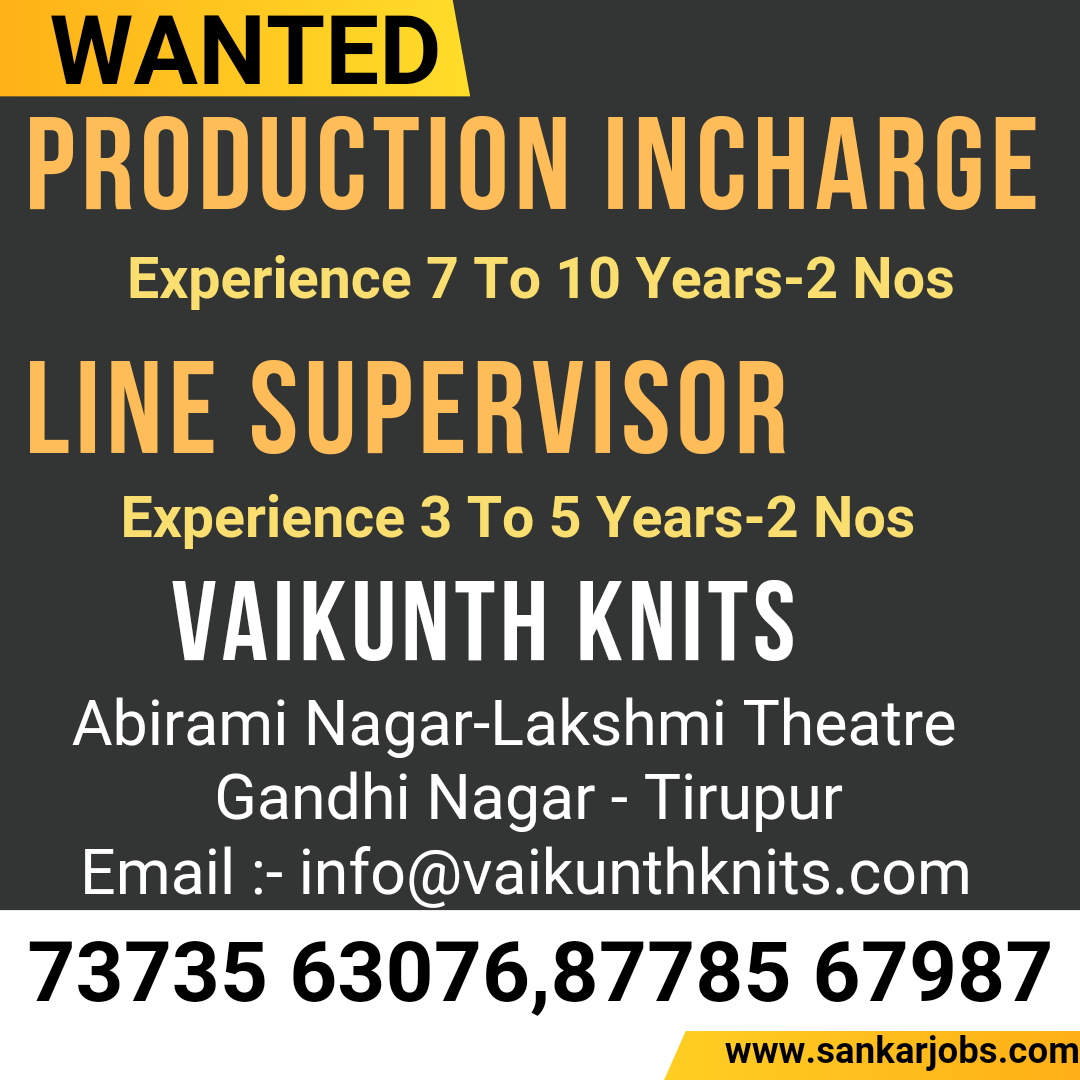 WANTED
PRODUCTION INCHARGE
Experience 7 To 10 Years-2 Nos
LINE SUPERVISOR
Experience 3 To 5 Years-2 Nos
VAIKUNTH KNITS
Abirami Nagar-Lakshmi Theatre
Gandhi Nagar - Tirupur
Email :- info@vaikunthknits.com
73735 63076,87785 67987
www.sankarjobs.com